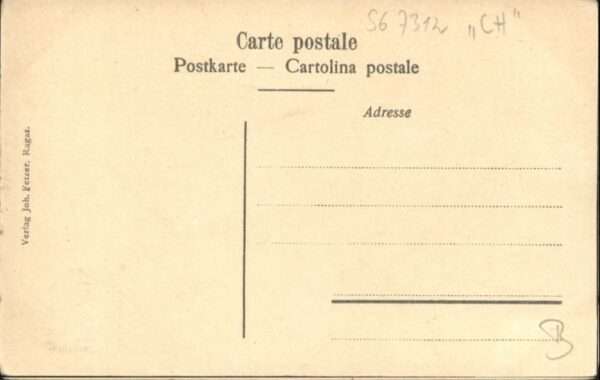 S6 7312 „CH"
Carte postale
Postkarte — Cartolina postale
Adresse
Verlag Joh. Fetzer, Ragaz.
B